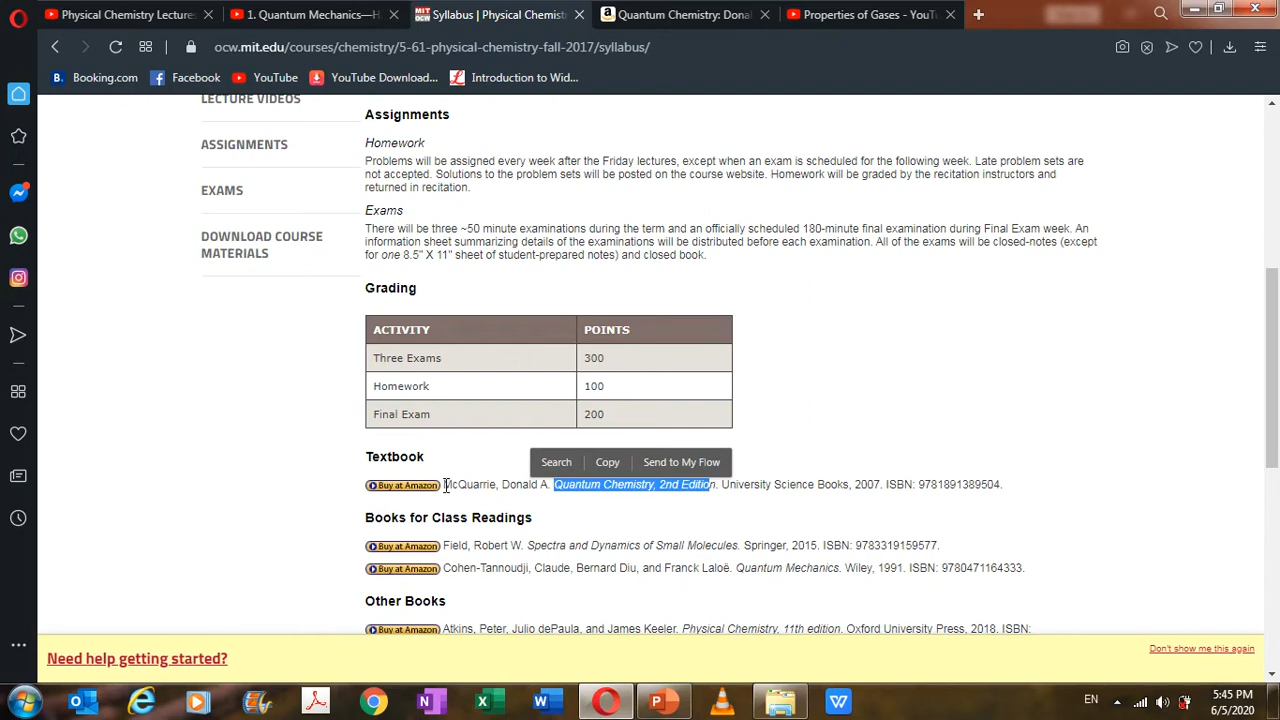 Physical Chemistry Lecture
1. Quantum Mechanics—H
Syllabus | Physical Chemist
Quantum Chemistry: Donal
Properties of Gases - YouTu
ocw.mit.edu/courses/chemistry/5-61-physical-chemistry-fall-2017/syllabus/
B. Booking.com
Facebook
YouTube
YouTube Download...
Introduction to Wid...
LECTURE VIDEOS
ASSIGNMENTS
EXAMS
DOWNLOAD COURSE
MATERIALS
Assignments
Homework
Problems will be assigned every week after the Friday lectures, except when an exam is scheduled for the following week. Late problem sets are
not accepted. Solutions to the problem sets will be posted on the course website. Homework will be graded by the recitation instructors and
returned in recitation.
Exams
There will be three ~50 minute examinations during the term and an officially scheduled 180-minute final examination during Final Exam week. An
information sheet summarizing details of the examinations will be distributed before each examination. All of the exams will be closed-notes (except
for one 8.5" X 11" sheet of student-prepared notes) and closed book.
Grading
ACTIVITY POINTS
Three Exams 300
Homework 100
Final Exam 200
Textbook
Search Copy Send to My Flow
Buy at Amazon McQuarrie, Donald A. Quantum Chemistry, 2nd Edition. University Science Books, 2007. ISBN: 9781891389504.
Books for Class Readings
Buy at Amazon Field, Robert W. Spectra and Dynamics of Small Molecules. Springer, 2015. ISBN: 9783319159577.
Buy at Amazon Cohen-Tannoudji, Claude, Bernard Diu, and Franck Laloë. Quantum Mechanics. Wiley, 1991. ISBN: 9780471164333.
Other Books
Buy at Amazon Atkins, Peter, Julio dePaula, and James Keeler. Physical Chemistry, 11th edition. Oxford University Press, 2018. ISBN:
Need help getting started?
Don't show me this again
EN
5:45 PM
6/5/2020